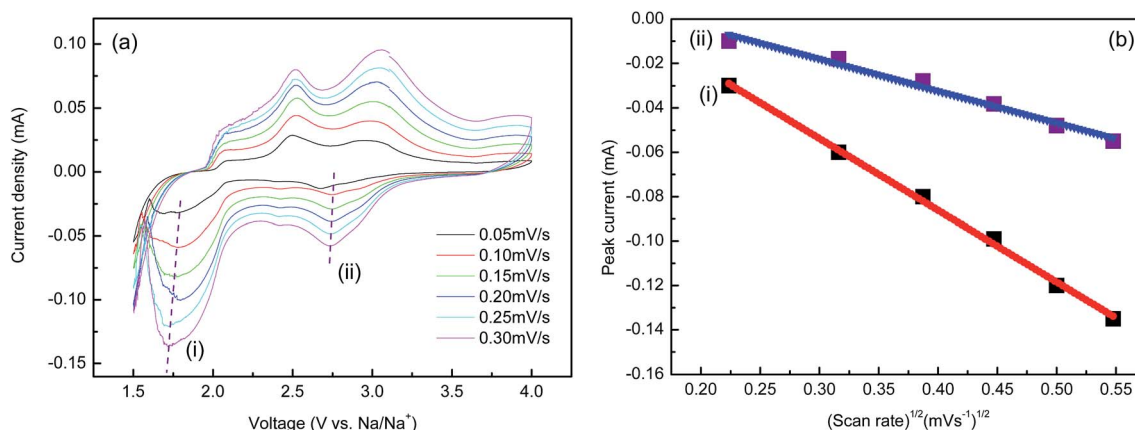 (a)
0.10
0.05
0.00
-0.05
-0.10
-0.15
Current density (mA)
1.5 2.0 2.5 3.0 3.5 4.0
Voltage (V vs. Na/Na⁺)
(i)
(ii)
0.05mV/s
0.10mV/s
0.15mV/s
0.20mV/s
0.25mV/s
0.30mV/s
(b)
(ii)
(i)
0.00
-0.02
-0.04
-0.06
-0.08
-0.10
-0.12
-0.14
-0.16
Peak current (mA)
0.20 0.25 0.30 0.35 0.40 0.45 0.50 0.55
(Scan rate)¹ᐟ²(mVs⁻¹)¹ᐟ²